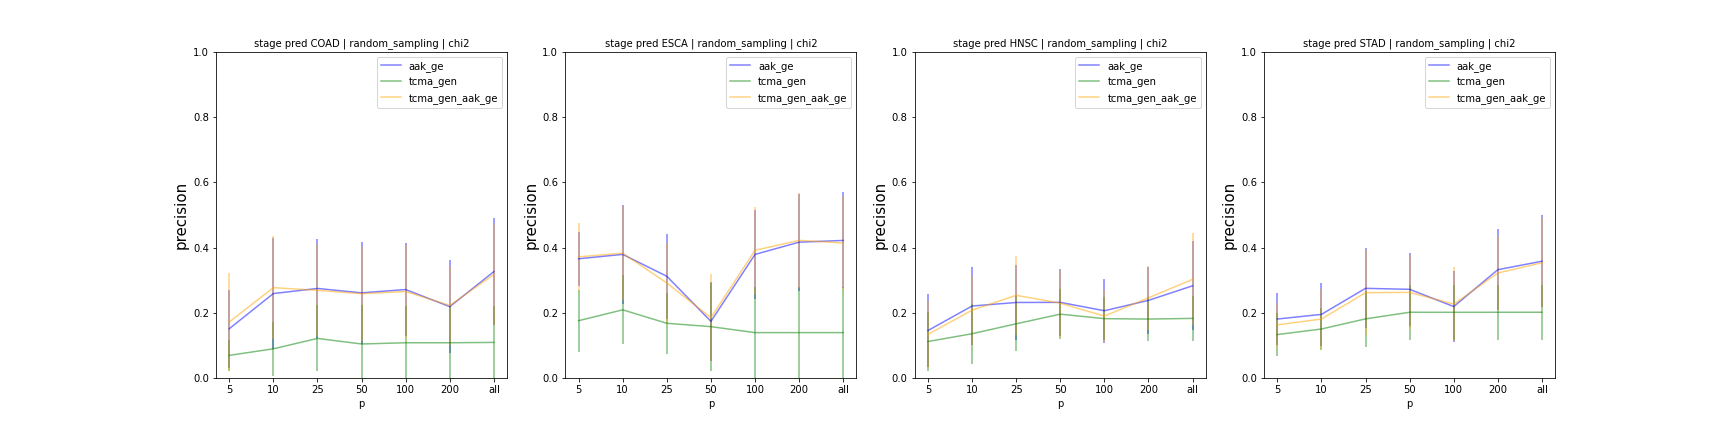 stage pred COAD | random_sampling | chi2
1.0
0.8
0.6
0.4
0.2
0.0
precision
aak_ge
tcma_gen
tcma_gen_aak_ge
5 10 25 50 100 200 all
p
stage pred ESCA | random_sampling | chi2
1.0
0.8
0.6
0.4
0.2
0.0
precision
aak_ge
tcma_gen
tcma_gen_aak_ge
5 10 25 50 100 200 all
p
stage pred HNSC | random_sampling | chi2
1.0
0.8
0.6
0.4
0.2
0.0
precision
aak_ge
tcma_gen
tcma_gen_aak_ge
5 10 25 50 100 200 all
p
stage pred STAD | random_sampling | chi2
1.0
0.8
0.6
0.4
0.2
0.0
precision
aak_ge
tcma_gen
tcma_gen_aak_ge
5 10 25 50 100 200 all
p